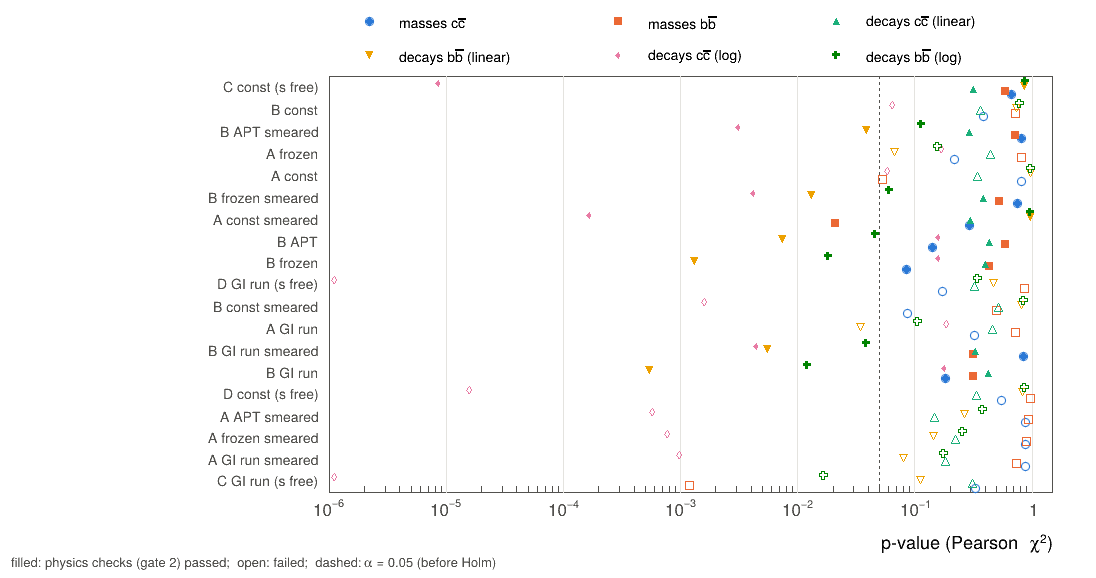 masses cc̅ masses bb̅ decays cc̅ (linear)
decays bb̅ (linear) decays cc̅ (log) decays bb̅ (log)
C const (s free)
B const
B APT smeared
A frozen
A const
B frozen smeared
A const smeared
B APT
B frozen
D GI run (s free)
B const smeared
A GI run
B GI run smeared
B GI run
D const (s free)
A APT smeared
A frozen smeared
A GI run smeared
C GI run (s free)
10⁻⁶ 10⁻⁵ 10⁻⁴ 10⁻³ 10⁻² 10⁻¹ 1
p-value (Pearson χ²)
filled: physics checks (gate 2) passed; open: failed; dashed: α = 0.05 (before Holm)